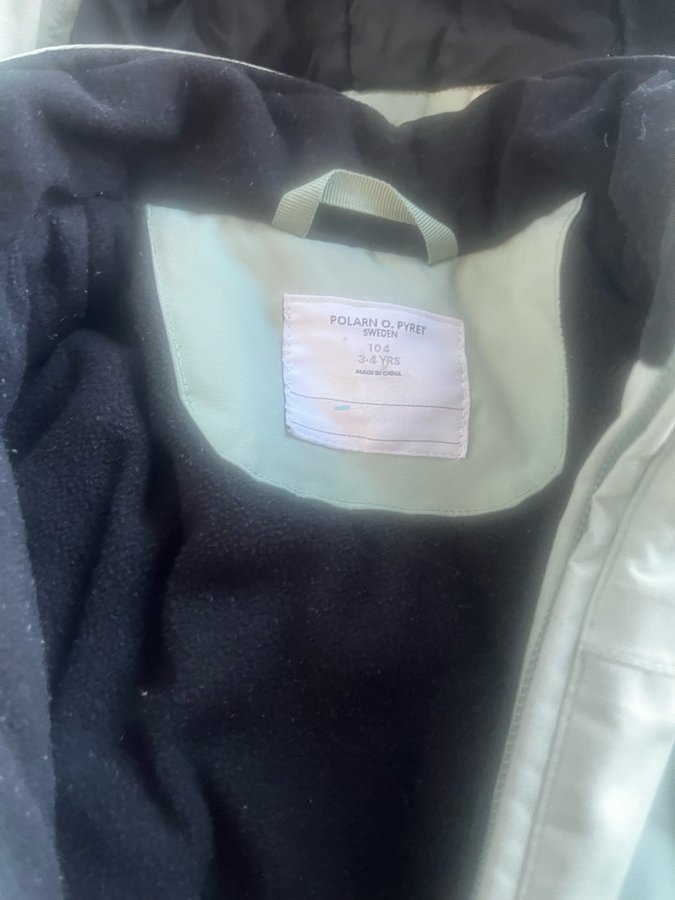 POLARN O. PYRET
SWEDEN
104
3-4 YRS
MADE IN CHINA